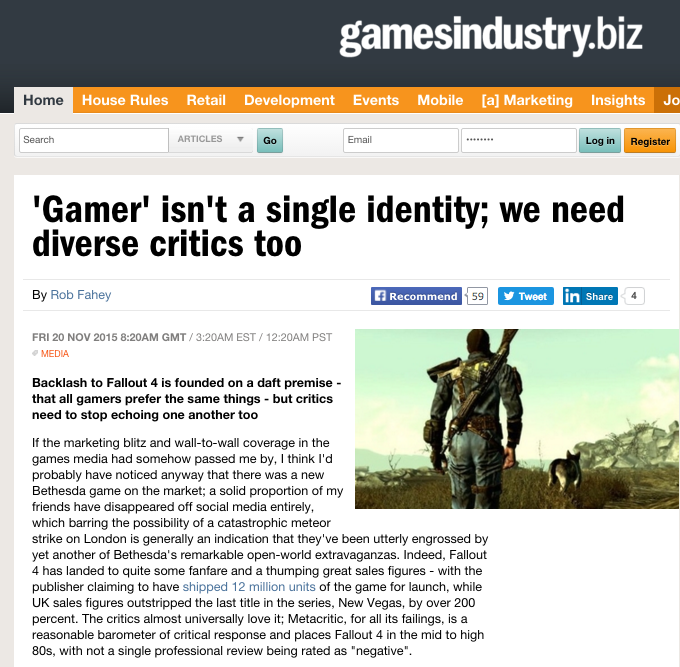 gamesindustry.biz
Home House Rules Retail Development Events Mobile [a] Marketing Insights Jo
Search ARTICLES Go Email •••••••• Log in Register
'Gamer' isn't a single identity; we need
diverse critics too
By Rob Fahey Recommend 59 Tweet in Share 4
FRI 20 NOV 2015 8:20AM GMT / 3:20AM EST / 12:20AM PST
MEDIA
Backlash to Fallout 4 is founded on a daft premise -
that all gamers prefer the same things - but critics
need to stop echoing one another too
If the marketing blitz and wall-to-wall coverage in the
games media had somehow passed me by, I think I'd
probably have noticed anyway that there was a new
Bethesda game on the market; a solid proportion of my
friends have disappeared off social media entirely,
which barring the possibility of a catastrophic meteor
strike on London is generally an indication that they've been utterly engrossed by
yet another of Bethesda's remarkable open-world extravaganzas. Indeed, Fallout
4 has landed to quite some fanfare and a thumping great sales figures - with the
publisher claiming to have shipped 12 million units of the game for launch, while
UK sales figures outstripped the last title in the series, New Vegas, by over 200
percent. The critics almost universally love it; Metacritic, for all its failings, is a
reasonable barometer of critical response and places Fallout 4 in the mid to high
80s, with not a single professional review being rated as "negative".